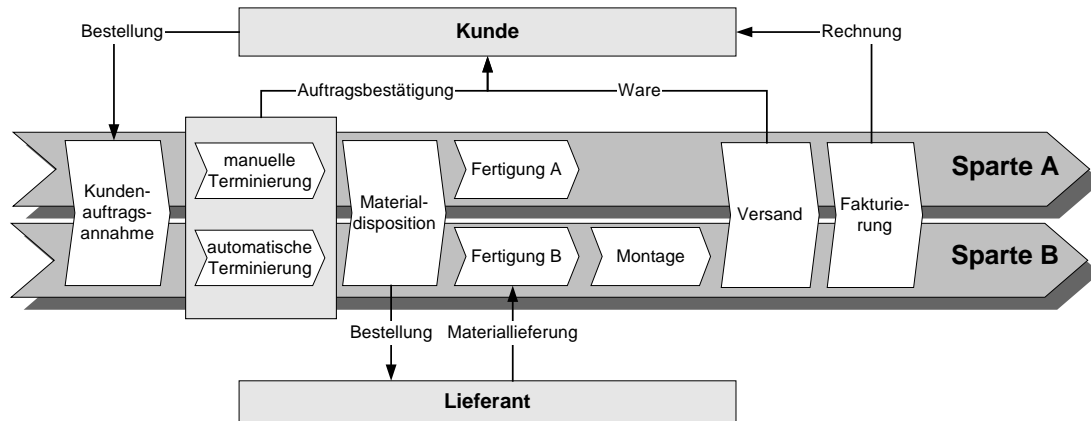 Bestellung
Kunde
Rechnung
Auftragsbestätigung
Ware
Kunden-
auftrags-
annahme
manuelle
Terminierung
automatische
Terminierung
Material-
disposition
Fertigung A
Fertigung B
Montage
Versand
Fakturie-
rung
Sparte A
Sparte B
Bestellung
Materiallieferung
Lieferant